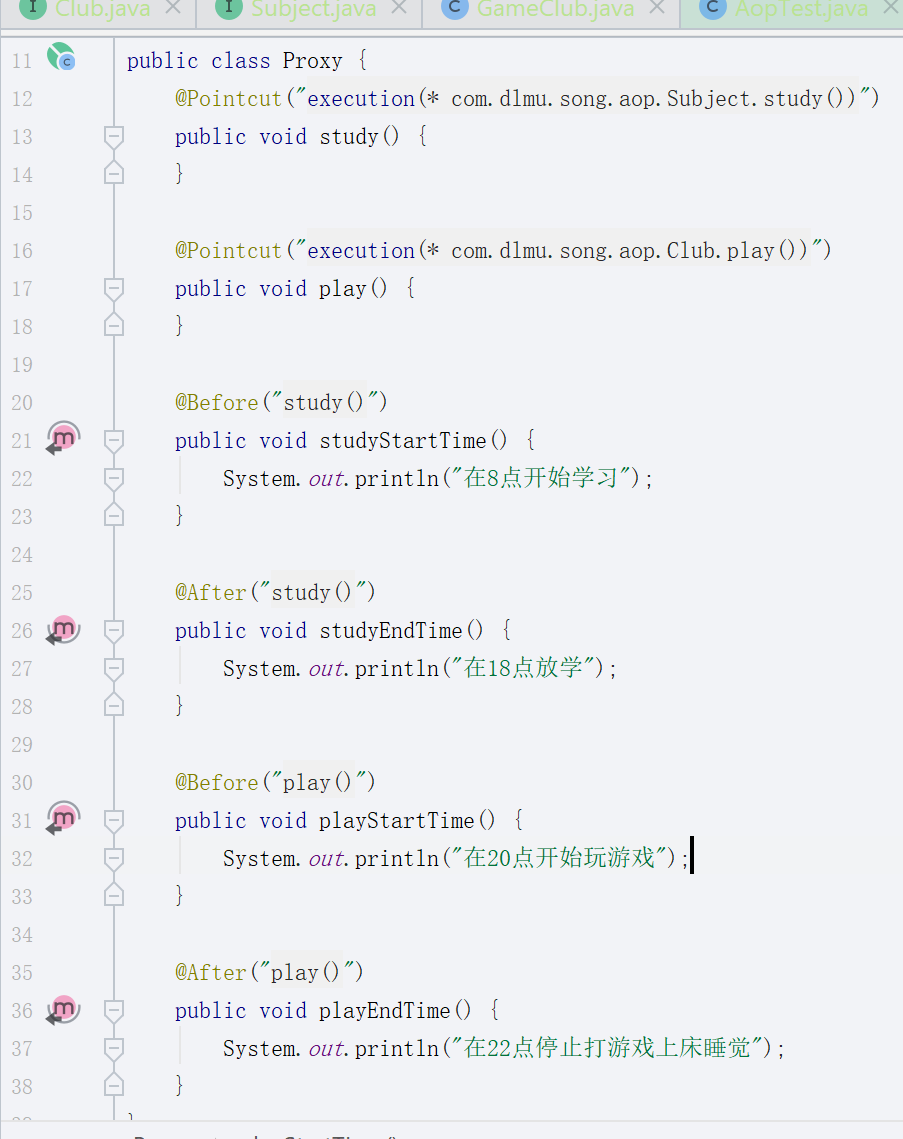 Club.java
Subject.java
GameClub.java
AopTest.java
11 public class Proxy {
12 @Pointcut("execution(* com.dlmu.song.aop.Subject.study())")
13 public void study() {
14 }
15
16 @Pointcut("execution(* com.dlmu.song.aop.Club.play())")
17 public void play() {
18 }
19
20 @Before("study()")
21 public void studyStartTime() {
22 System.out.println("在8点开始学习");
23 }
24
25 @After("study()")
26 public void studyEndTime() {
27 System.out.println("在18点放学");
28 }
29
30 @Before("play()")
31 public void playStartTime() {
32 System.out.println("在20点开始玩游戏");
33 }
34
35 @After("play()")
36 public void playEndTime() {
37 System.out.println("在22点停止打游戏上床睡觉");
38 }
}